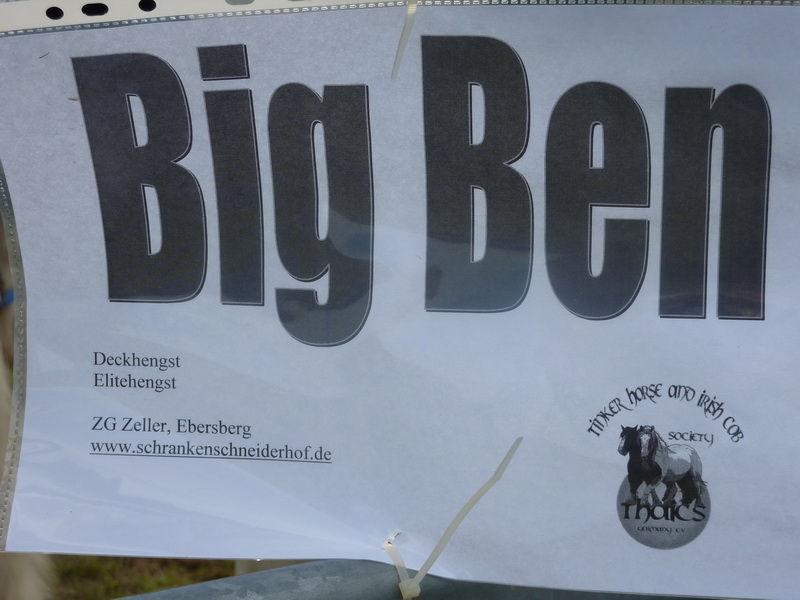 Big Ben
Deckhengst
Elitehengst
ZG Zeller, Ebersberg
www.schrankenschneiderhof.de
TINKER HORSE AND IRISH COB
SOCIETY
THAICS
GERMANY E.V.